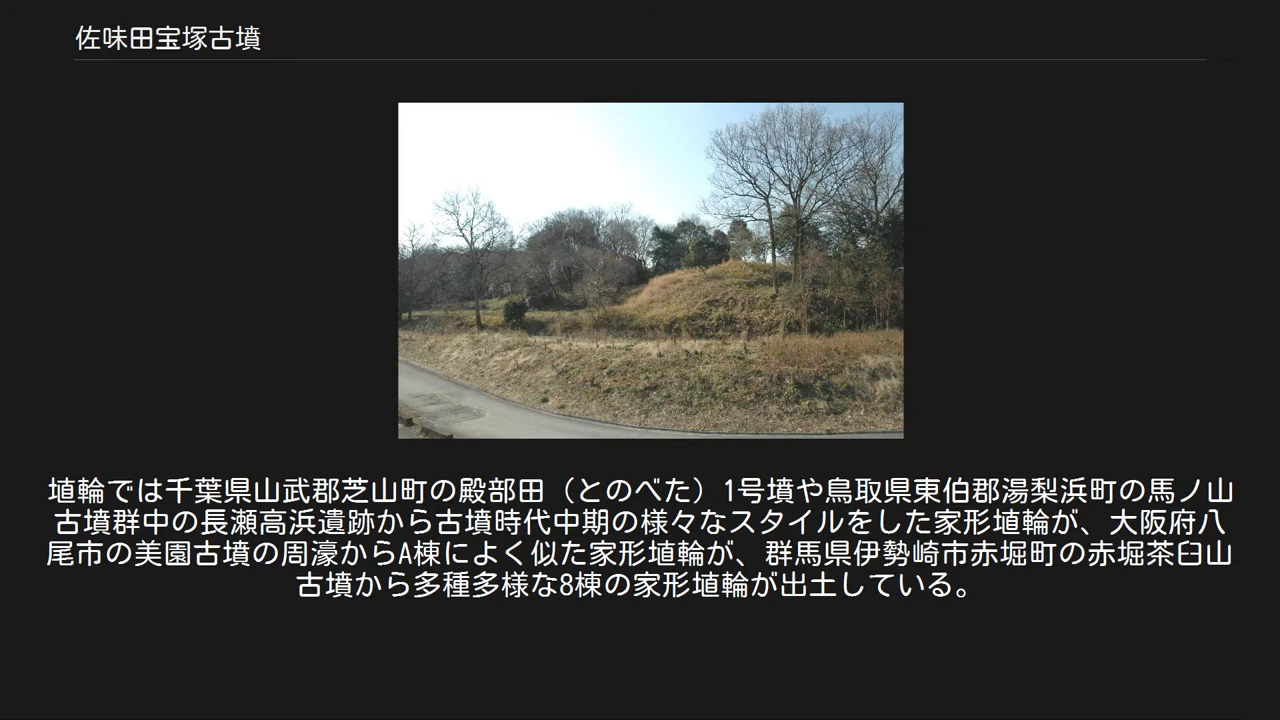 佐味田宝塚古墳
埴輪では千葉県山武郡芝山町の殿部田（とのべた）1号墳や鳥取県東伯郡湯梨浜町の馬ノ山
古墳群中の長瀬高浜遺跡から古墳時代中期の様々なスタイルをした家形埴輪が、大阪府八
尾市の美園古墳の周濠からA棟によく似た家形埴輪が、群馬県伊勢崎市赤堀町の赤堀茶臼山
古墳から多種多様な8棟の家形埴輪が出土している。